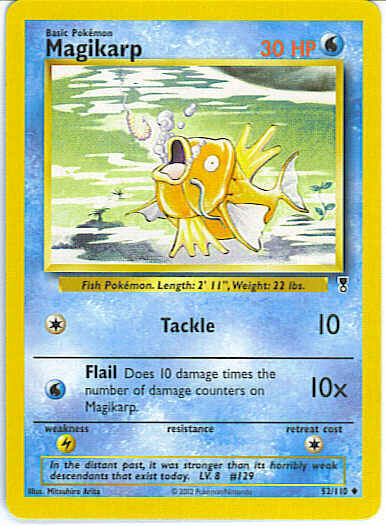 Basic Pokémon
Magikarp 30 HP
Fish Pokémon. Length: 2' 11", Weight: 22 lbs.
Tackle 10
Flail Does 10 damage times the
number of damage counters on
Magikarp.
10x
weakness resistance retreat cost
In the distant past, it was stronger than its horribly weak
descendants that exist today. LV. 8 #129
Illus. Mitsuhiro Arita ©2002 Pokémon/Nintendo 52/110